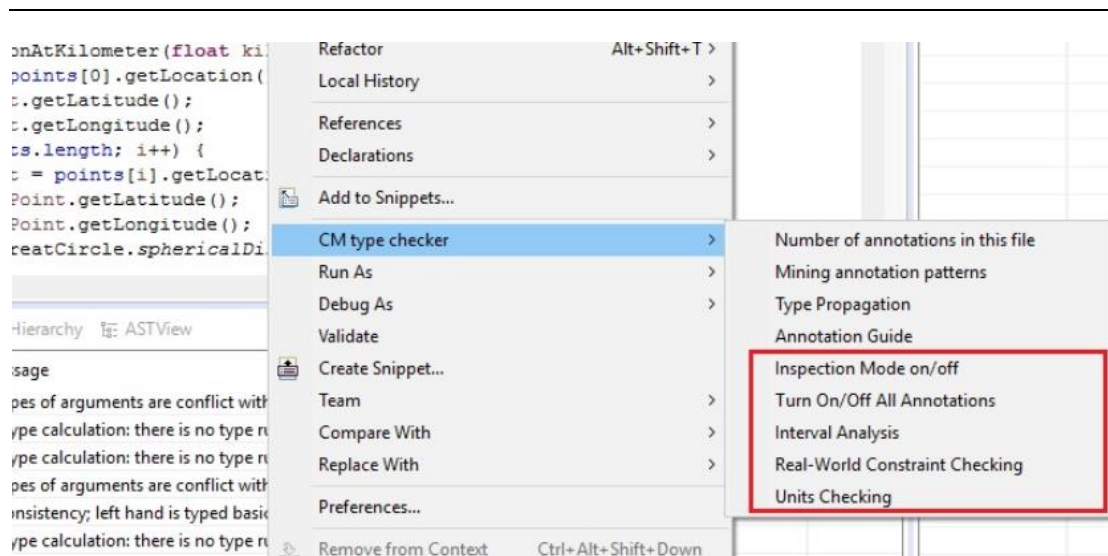 onAtKilometer(float ki
points[0].getLocation(
t.getLatitude();
t.getLongitude();
ts.length; i++) {
t = points[i].getLocat
Point.getLatitude();
Point.getLongitude();
reatCircle.sphericalDi
Hierarchy ASTView
ssage
pes of arguments are conflict with
ype calculation: there is no type ru
ype calculation: there is no type ru
pes of arguments are conflict with
onsistency; left hand is typed basic
ype calculation: there is no type ru
Refactor Alt+Shift+T >
Local History >
References >
Declarations >
Add to Snippets...
CM type checker >
Run As >
Debug As >
Validate
Create Snippet...
Team >
Compare With >
Replace With >
Preferences...
Remove from Context Ctrl+Alt+Shift+Down
Number of annotations in this file
Mining annotation patterns
Type Propagation
Annotation Guide
Inspection Mode on/off
Turn On/Off All Annotations
Interval Analysis
Real-World Constraint Checking
Units Checking